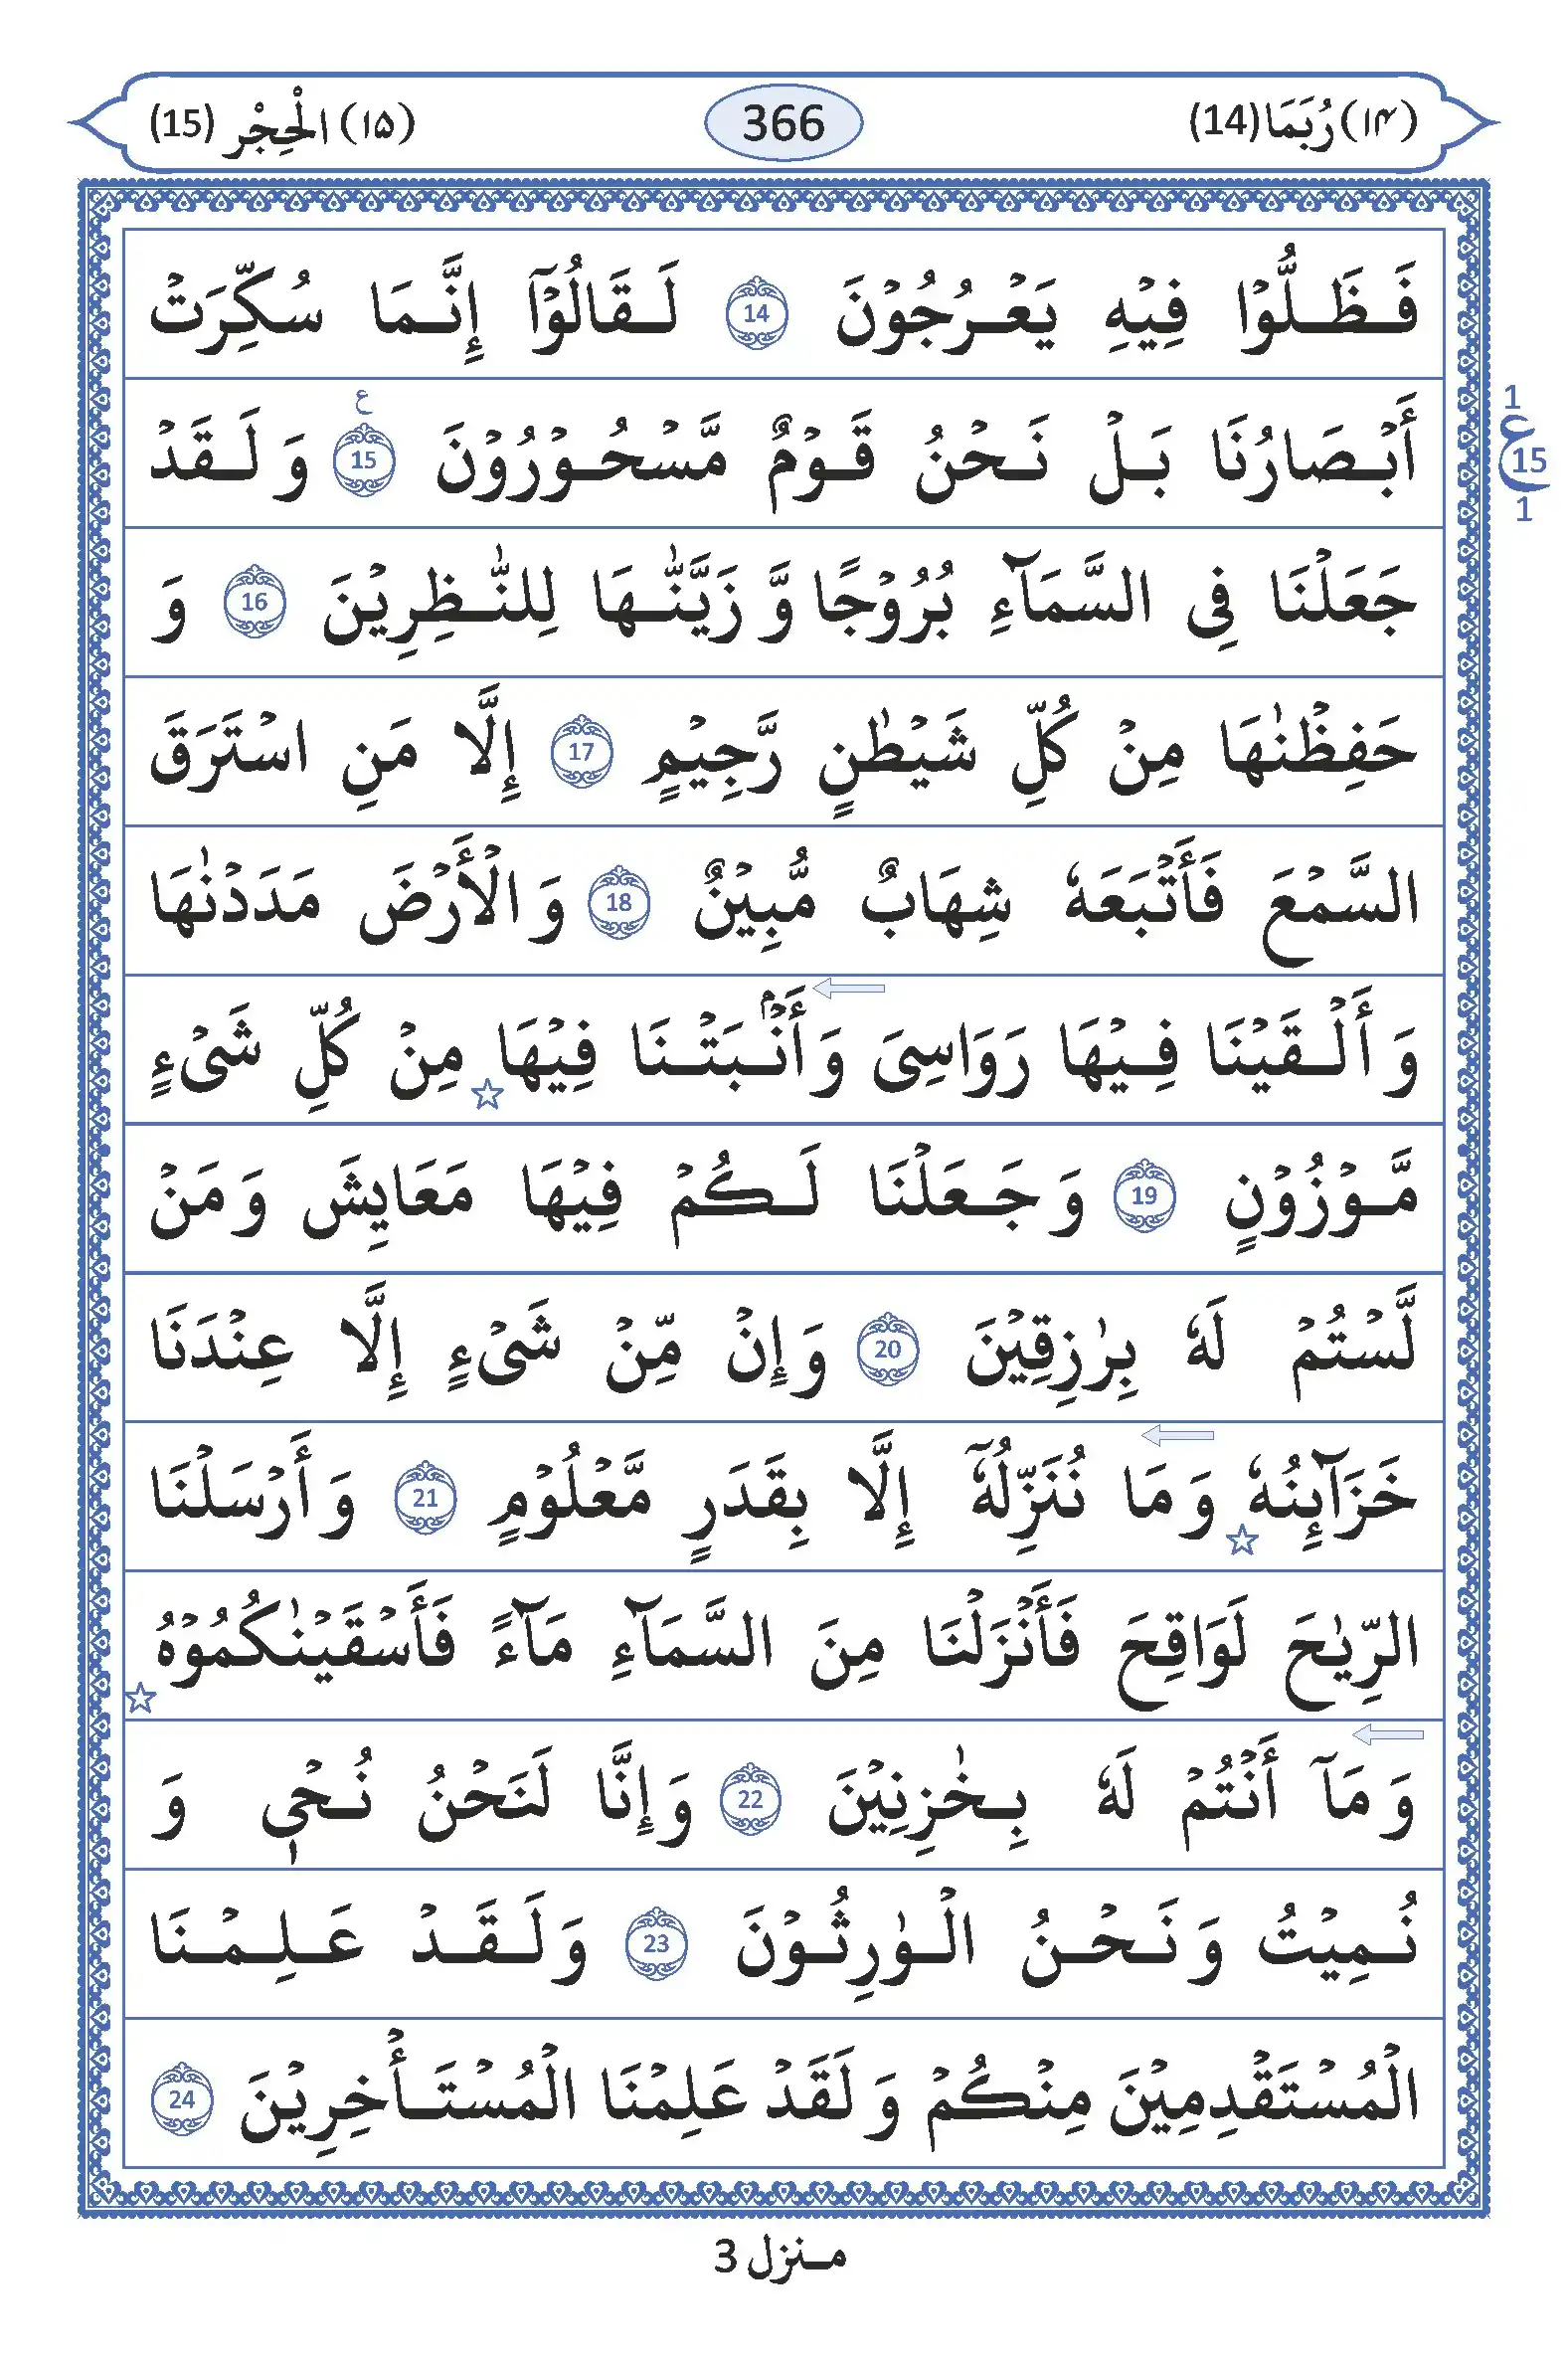 (۱۴) رُبَمَا (14) 366 (۱۵) الْحِجْر (15)
فَظَلُّوْا فِيْهِ يَعْرُجُوْنَ 14 لَقَالُوْۤا إِنَّمَا سُكِّرَتْ
أَبْصَارُنَا بَلْ نَحْنُ قَوْمٌ مَّسْحُوْرُوْنَ 15 ع وَلَقَدْ
1 ع 15 1
جَعَلْنَا فِى السَّمَآءِ بُرُوْجًا وَّ زَيَّنّٰهَا لِلنّٰظِرِيْنَ 16 وَ
حَفِظْنٰهَا مِنْ كُلِّ شَيْطٰنٍ رَّجِيْمٍ 17 إِلَّا مَنِ اسْتَرَقَ
السَّمْعَ فَأَتْبَعَهٗ شِهَابٌ مُّبِيْنٌ 18 وَالْأَرْضَ مَدَدْنٰهَا
وَأَلْقَيْنَا فِيْهَا رَوَاسِىَ وَأَنْۢبَتْنَا فِيْهَا ☆ مِنْ كُلِّ شَىْءٍ
مَّوْزُوْنٍ 19 وَجَعَلْنَا لَكُمْ فِيْهَا مَعَايِشَ وَمَنْ
لَّسْتُمْ لَهٗ بِرٰزِقِيْنَ 20 وَإِنْ مِّنْ شَىْءٍ إِلَّا عِنْدَنَا
خَزَآئِنُهٗ ☆ وَمَا نُنَزِّلُهٗۤ إِلَّا بِقَدَرٍ مَّعْلُوْمٍ 21 وَأَرْسَلْنَا
الرِّيٰحَ لَوَاقِحَ فَأَنْزَلْنَا مِنَ السَّمَآءِ مَآءً فَأَسْقَيْنٰكُمُوْهُ ☆
وَمَآ أَنْتُمْ لَهٗ بِخٰزِنِيْنَ 22 وَإِنَّا لَنَحْنُ نُحْىٖ وَ
نُمِيْتُ وَنَحْنُ الْوٰرِثُوْنَ 23 وَلَقَدْ عَلِمْنَا
الْمُسْتَقْدِمِيْنَ مِنْكُمْ وَلَقَدْ عَلِمْنَا الْمُسْتَأْخِرِيْنَ 24
منزل 3